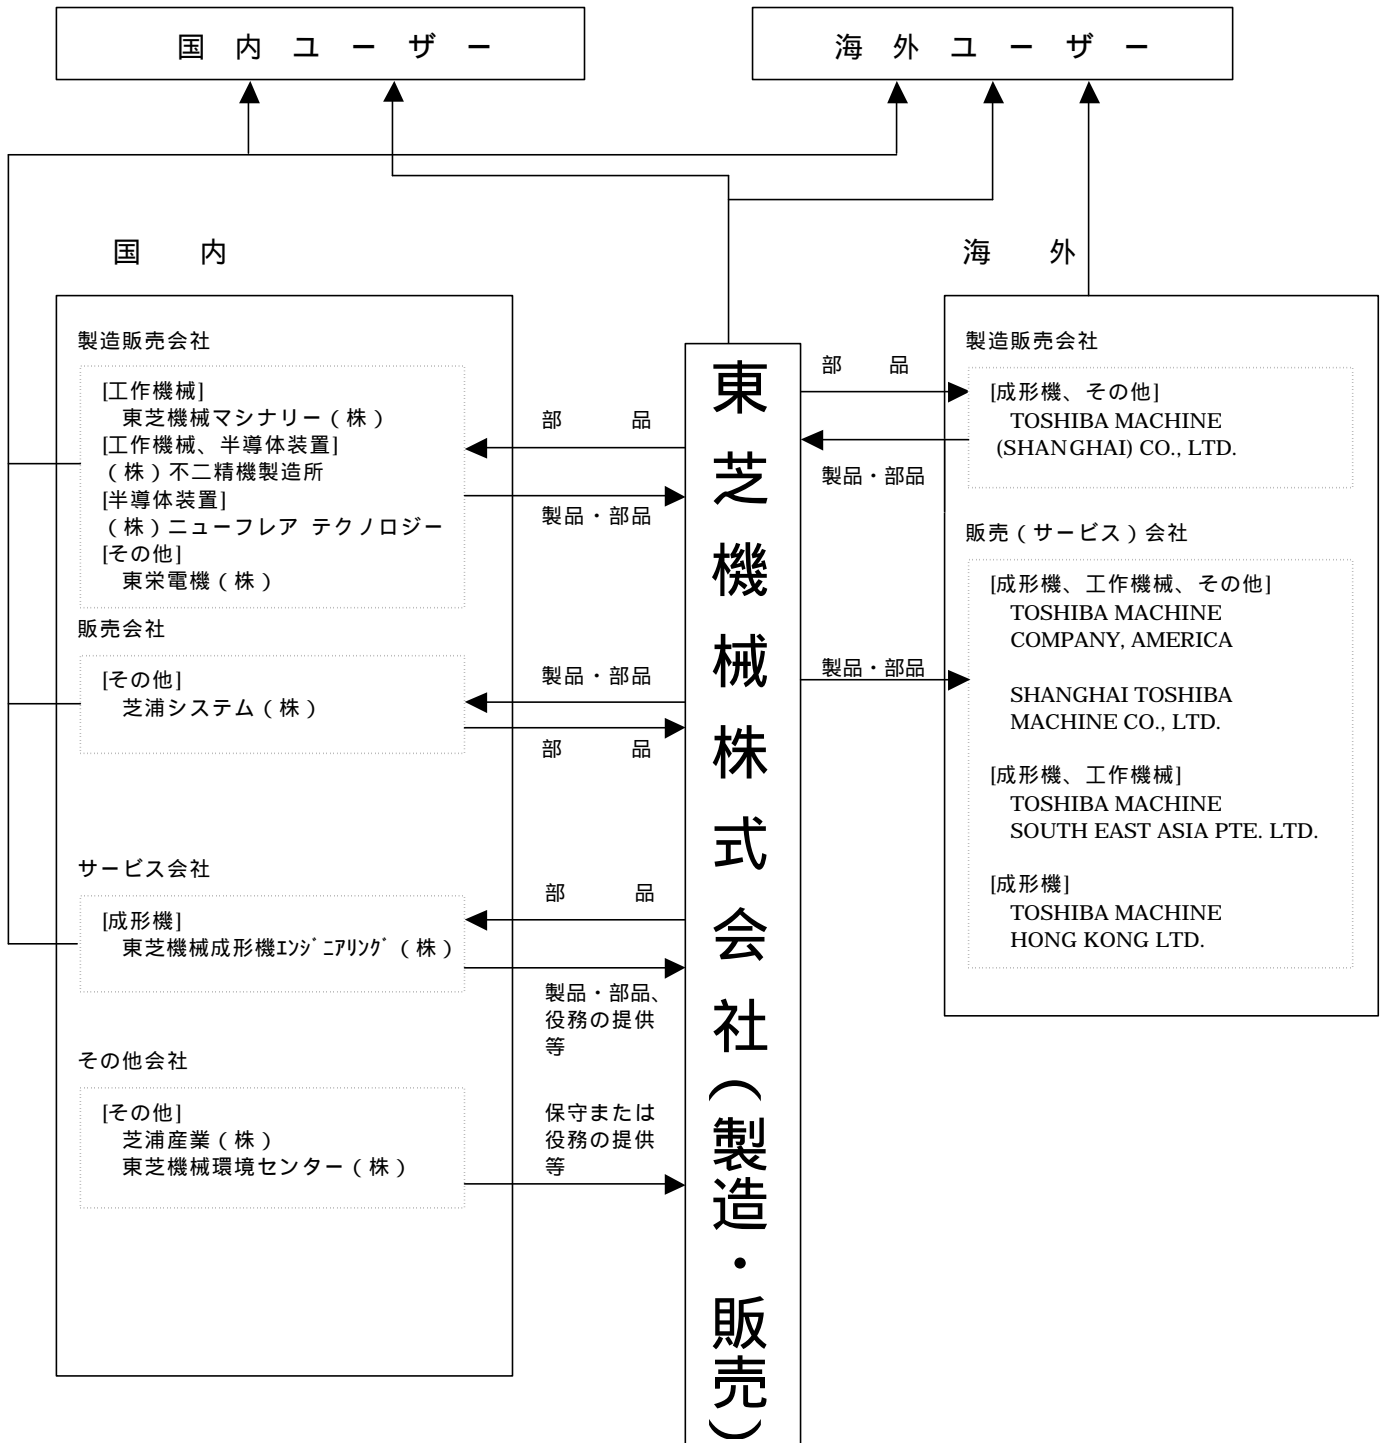 国内ユーザー
海外ユーザー
国内
製造販売会社
[工作機械]
東芝機械マシナリー（株）
[工作機械、半導体装置]
（株）不二精機製造所
[半導体装置]
（株）ニューフレア テクノロジー
[その他]
東栄電機（株）
販売会社
[その他]
芝浦システム（株）
サービス会社
[成形機]
東芝機械成形機ｴﾝｼﾞﾆｱﾘﾝｸﾞ（株）
その他会社
[その他]
芝浦産業（株）
東芝機械環境センター（株）
部品
製品・部品
製品・部品
部品
部品
製品・部品、
役務の提供
等
保守または
役務の提供
等
東芝機械株式会社（製造・販売）
部品
製品・部品
製品・部品
海外
製造販売会社
[成形機、その他]
TOSHIBA MACHINE
(SHANGHAI) CO., LTD.
販売（サービス）会社
[成形機、工作機械、その他]
TOSHIBA MACHINE
COMPANY, AMERICA
SHANGHAI TOSHIBA
MACHINE CO., LTD.
[成形機、工作機械]
TOSHIBA MACHINE
SOUTH EAST ASIA PTE. LTD.
[成形機]
TOSHIBA MACHINE
HONG KONG LTD.